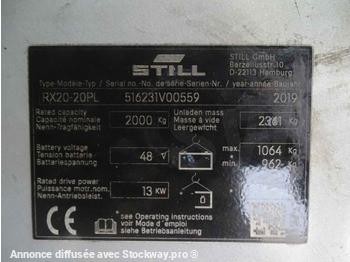 STILL
STILL GmbH
Berzeliusstr.10
D-22113 Hamburg
Type-Modèle-Typ / Serial no.-No. de série-Serien-Nr. / year-année-Baujahr
RX20-20PL 516231V00559 2019
Rated capacity
Capacité nominale
Nenn-Tragfähigkeit
2000 Kg
Unladen mass
Masse à vide
Leergewicht
Kg
Battery voltage
Tension batterie
Batteriespannung
48 V
max.
+
-
min.
1064 Kg
962 Kg
Rated drive power
Puissance motr.nom.
Nenn-Antriebsleist.
13 KW
CE
see Operating instructions
voir Mode d'emploi
siehe Betriebsanleitung
Annonce diffusée avec Stockway.pro®